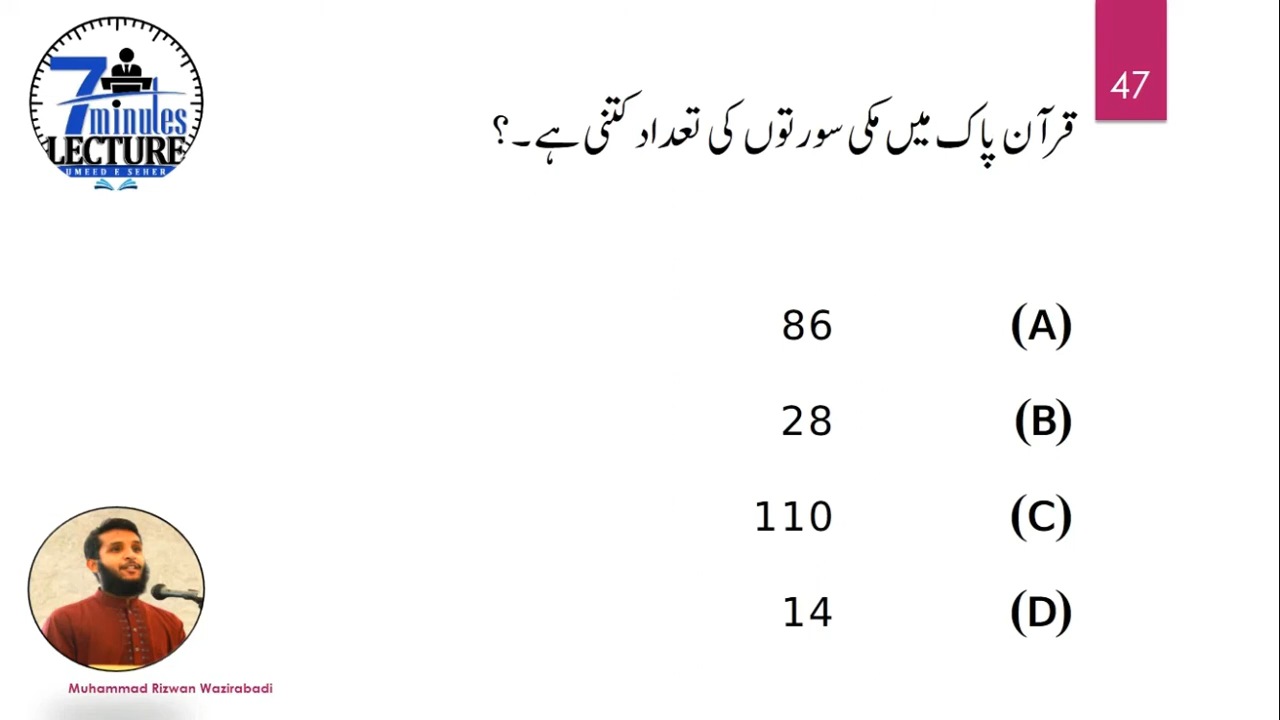 7
minutes
LECTURE
UMEED E SEHER
47
قرآن پاک میں مکی سورتوں کی تعداد کتنی ہے۔؟
(A) 86
(B) 28
(C) 110
(D) 14
Muhammad Rizwan Wazirabadi